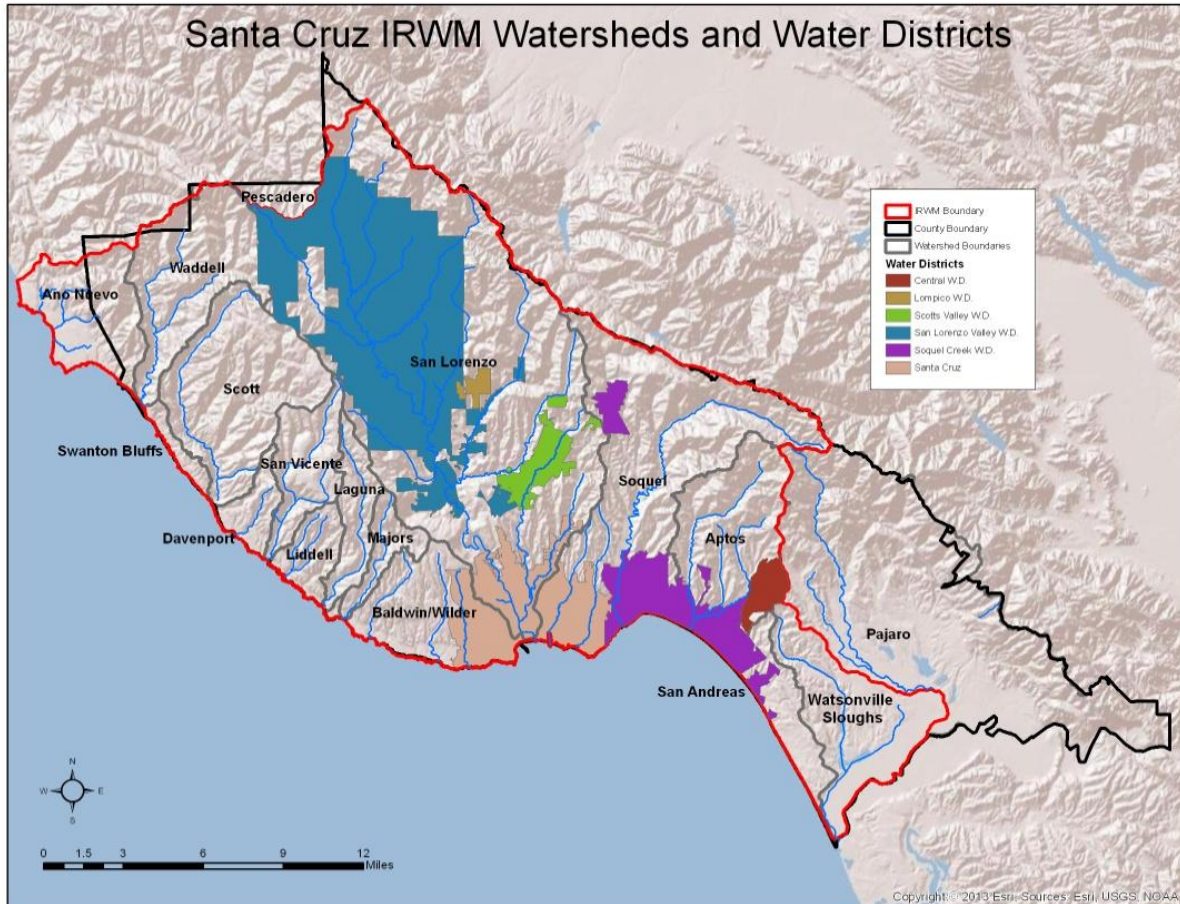 Santa Cruz IRWM Watersheds and Water Districts
Pescadero
Waddell
Ano Nuevo
Scott
San Lorenzo
Swanton Bluffs
San Vicente
Laguna
Soquel
Davenport
Liddell
Majors
Aptos
Baldwin/Wilder
Pajaro
San Andreas
Watsonville
Sloughs
IRWM Boundary
County Boundary
Watershed Boundaries
Water Districts
Central W.D.
Lompico W.D.
Scotts Valley W.D.
San Lorenzo Valley W.D.
Soquel Creek W.D.
Santa Cruz
N
W E
S
0 1.5 3 6 9 12
Miles
Copyright:© 2013 Esri, Sources: Esri, USGS, NOAA